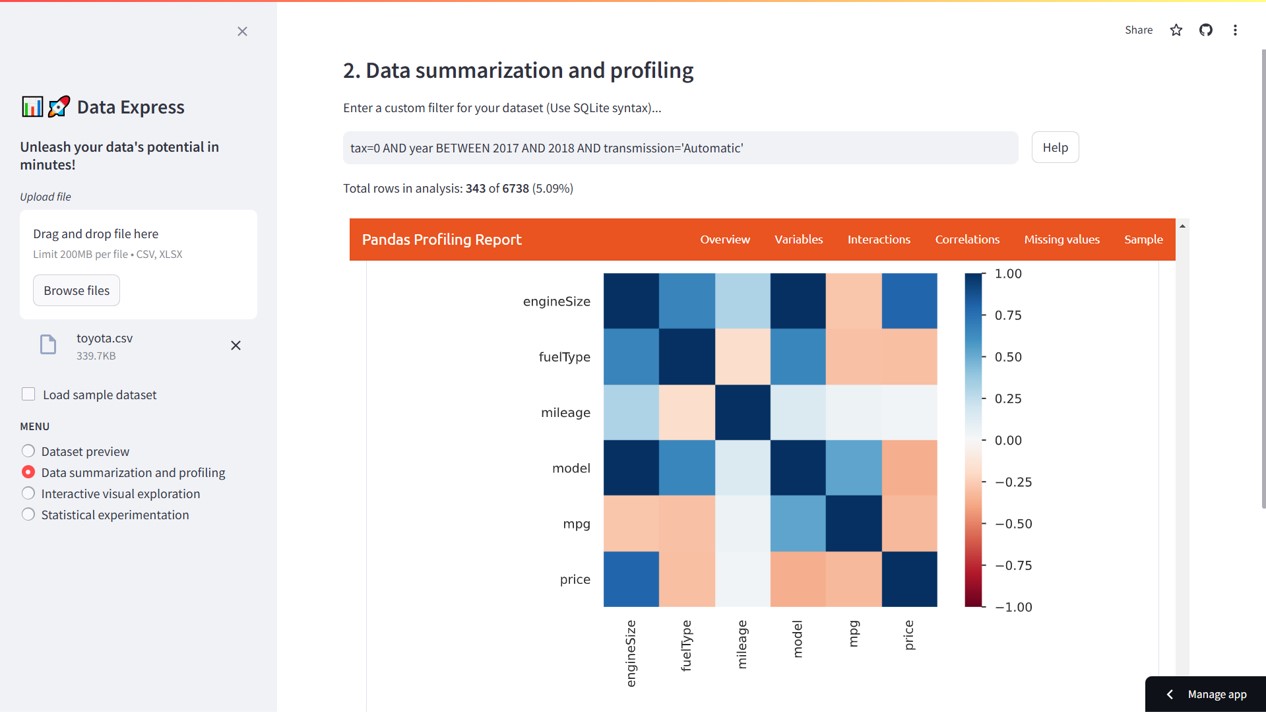 Share
📊🚀 Data Express
Unleash your data's potential in
minutes!
Upload file
Drag and drop file here
Limit 200MB per file • CSV, XLSX
Browse files
toyota.csv
339.7KB
Load sample dataset
MENU
Dataset preview
Data summarization and profiling
Interactive visual exploration
Statistical experimentation
2. Data summarization and profiling
Enter a custom filter for your dataset (Use SQLite syntax)...
tax=0 AND year BETWEEN 2017 AND 2018 AND transmission='Automatic'
Help
Total rows in analysis: 343 of 6738 (5.09%)
Pandas Profiling Report Overview Variables Interactions Correlations Missing values Sample
engineSize
fuelType
mileage
model
mpg
price
engineSize
fuelType
mileage
model
mpg
price
1.00
0.75
0.50
0.25
0.00
−0.25
−0.50
−0.75
−1.00
Manage app